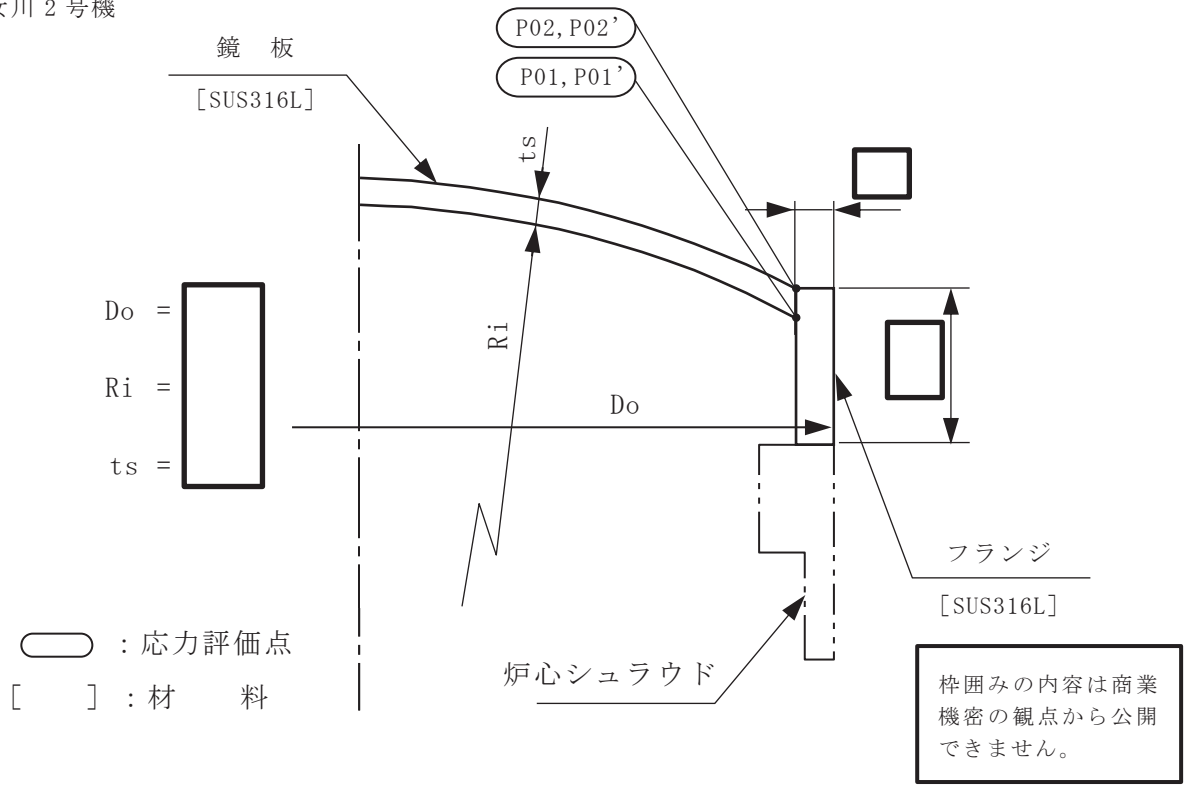 女川２号機
P02,P02’
鏡 板
P01,P01’
[SUS316L]
ts
Ri
Do =
Ri =
Do
ts =
フランジ
[SUS316L]
：応力評価点
炉心シュラウド
[ ]：材 料
枠囲みの内容は商業
機密の観点から公開
できません。